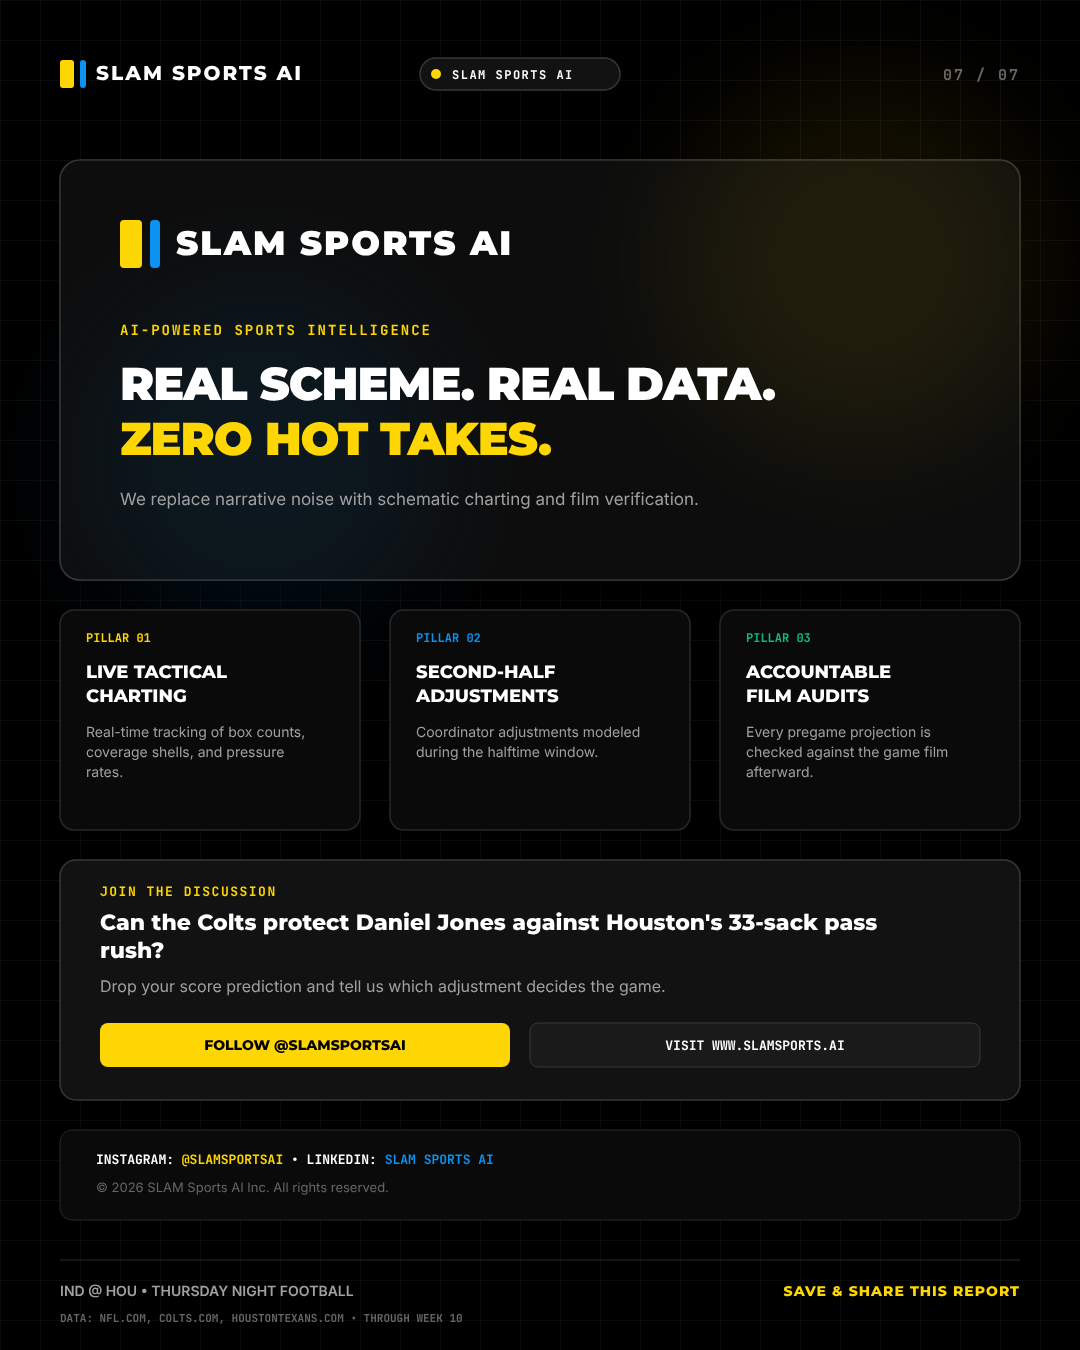 SLAM SPORTS AI
SLAM SPORTS AI
07 / 07
SLAM SPORTS AI
AI-POWERED SPORTS INTELLIGENCE
REAL SCHEME. REAL DATA.
ZERO HOT TAKES.
We replace narrative noise with schematic charting and film verification.
PILLAR 01
LIVE TACTICAL
CHARTING
Real-time tracking of box counts,
coverage shells, and pressure
rates.
PILLAR 02
SECOND-HALF
ADJUSTMENTS
Coordinator adjustments modeled
during the halftime window.
PILLAR 03
ACCOUNTABLE
FILM AUDITS
Every pregame projection is
checked against the game film
afterward.
JOIN THE DISCUSSION
Can the Colts protect Daniel Jones against Houston's 33-sack pass
rush?
Drop your score prediction and tell us which adjustment decides the game.
FOLLOW @SLAMSPORTSAI
VISIT WWW.SLAMSPORTS.AI
INSTAGRAM: @SLAMSPORTSAI • LINKEDIN: SLAM SPORTS AI
© 2026 SLAM Sports AI Inc. All rights reserved.
IND @ HOU • THURSDAY NIGHT FOOTBALL
SAVE & SHARE THIS REPORT
DATA: NFL.COM, COLTS.COM, HOUSTONTEXANS.COM • THROUGH WEEK 10